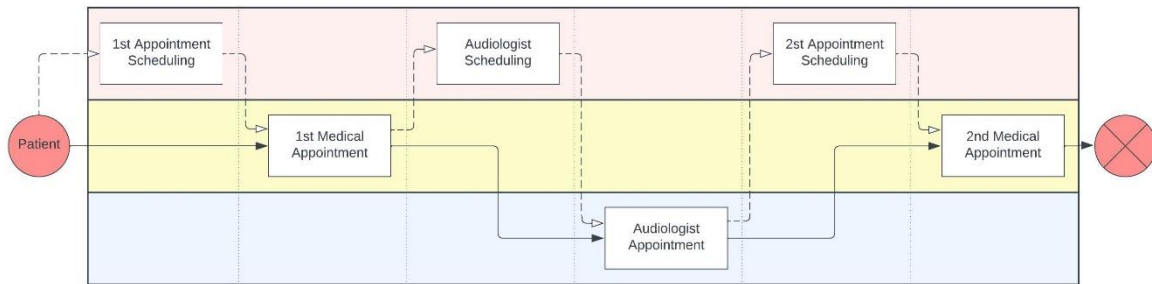 1st Appointment
Scheduling
Audiologist
Scheduling
2st Appointment
Scheduling
Patient
1st Medical
Appointment
2nd Medical
Appointment
Audiologist
Appointment